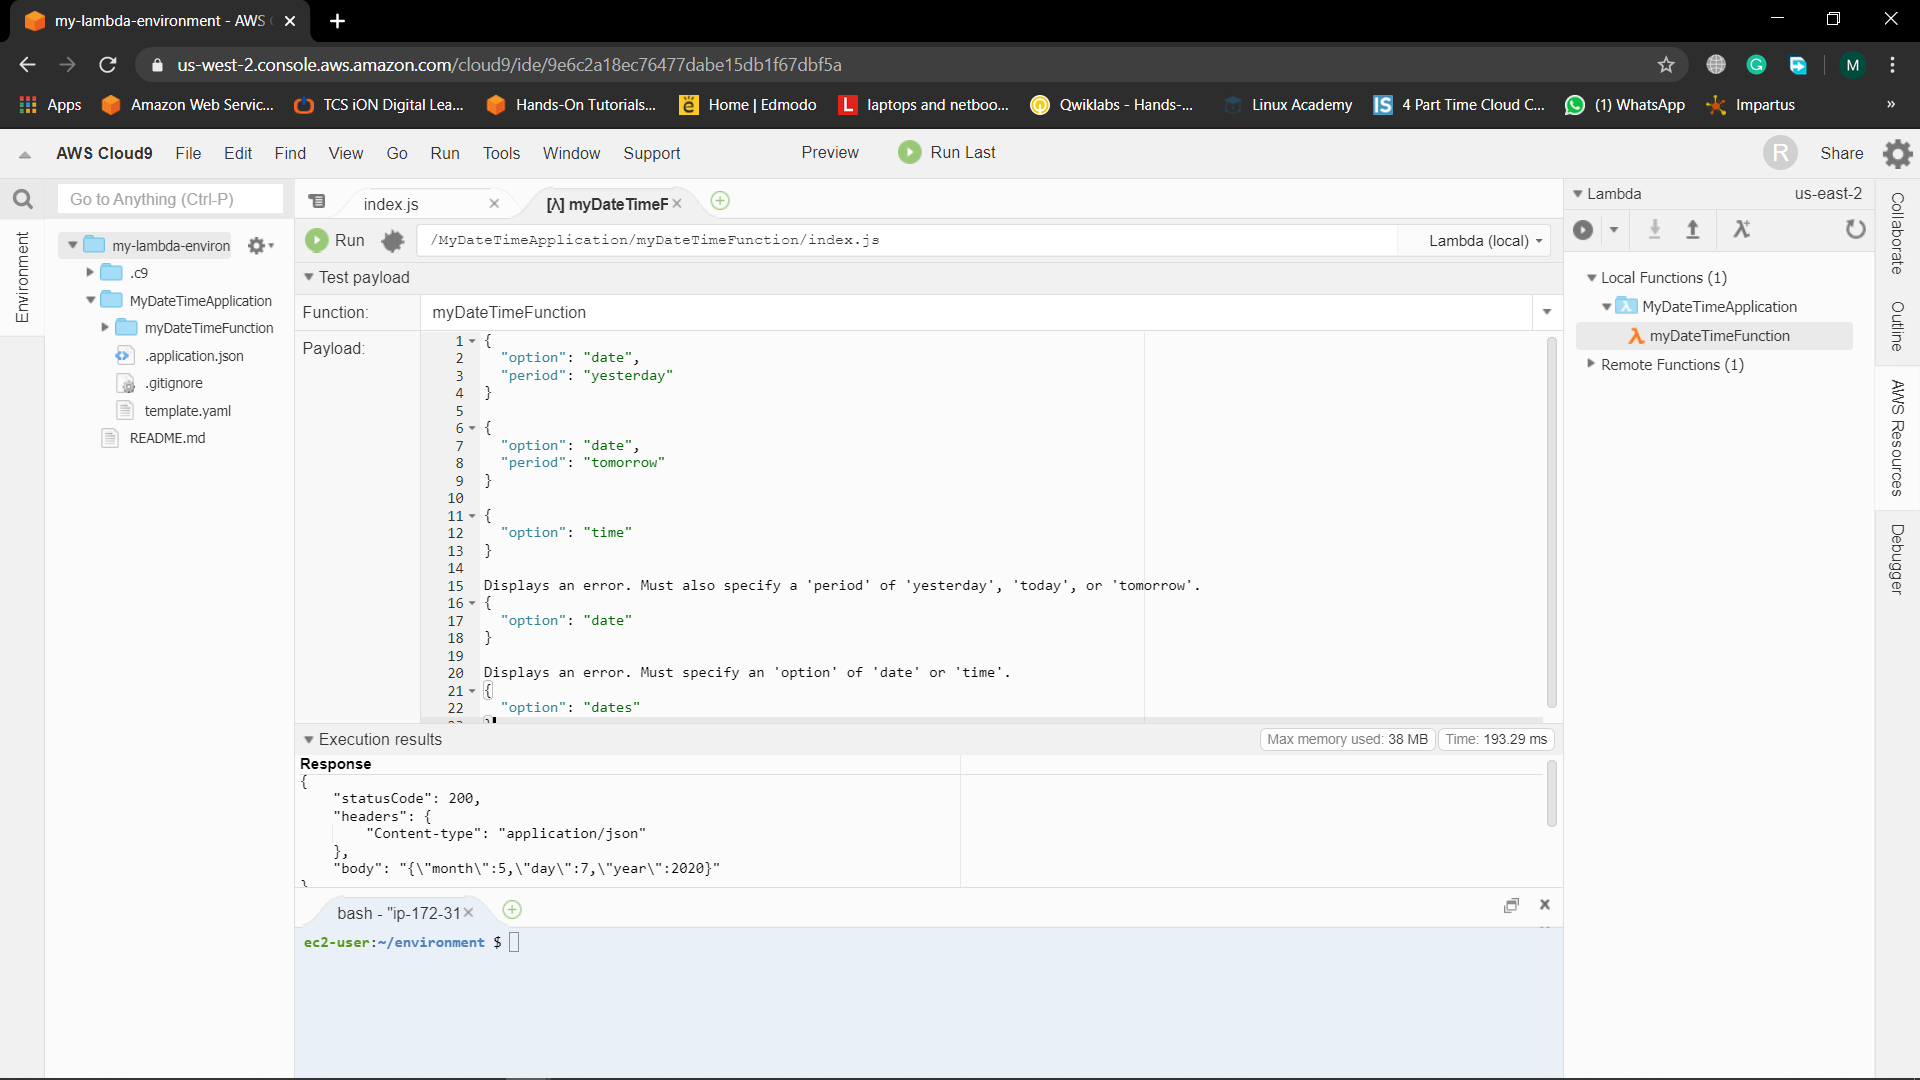 my-lambda-environment - AWS
us-west-2.console.aws.amazon.com/cloud9/ide/9e6c2a18ec76477dabe15db1f67dbf5a
M
Apps
Amazon Web Servic...
TCS iON Digital Lea...
Hands-On Tutorials...
Home | Edmodo
laptops and netboo...
Qwiklabs - Hands-...
Linux Academy
4 Part Time Cloud C...
(1) WhatsApp
Impartus
»
AWS Cloud9 File Edit Find View Go Run Tools Window Support Preview Run Last
R
Share
Go to Anything (Ctrl-P)
Environment
my-lambda-environ
.c9
MyDateTimeApplication
myDateTimeFunction
.application.json
.gitignore
template.yaml
README.md
index.js
[λ] myDateTimeF
Run
/MyDateTimeApplication/myDateTimeFunction/index.js
Lambda (local)
Test payload
Function:
myDateTimeFunction
Payload:
1 {
2 "option": "date",
3 "period": "yesterday"
4 }
5
6 {
7 "option": "date",
8 "period": "tomorrow"
9 }
10
11 {
12 "option": "time"
13 }
14
15 Displays an error. Must also specify a 'period' of 'yesterday', 'today', or 'tomorrow'.
16 {
17 "option": "date"
18 }
19
20 Displays an error. Must specify an 'option' of 'date' or 'time'.
21 {
22 "option": "dates"
23 }
Execution results
Max memory used: 38 MB
Time: 193.29 ms
Response
{
"statusCode": 200,
"headers": {
"Content-type": "application/json"
},
"body": "{\"month\":5,\"day\":7,\"year\":2020}"
}
bash - "ip-172-31
ec2-user:~/environment $
Lambda
us-east-2
Local Functions (1)
MyDateTimeApplication
myDateTimeFunction
Remote Functions (1)
Collaborate
Outline
AWS Resources
Debugger